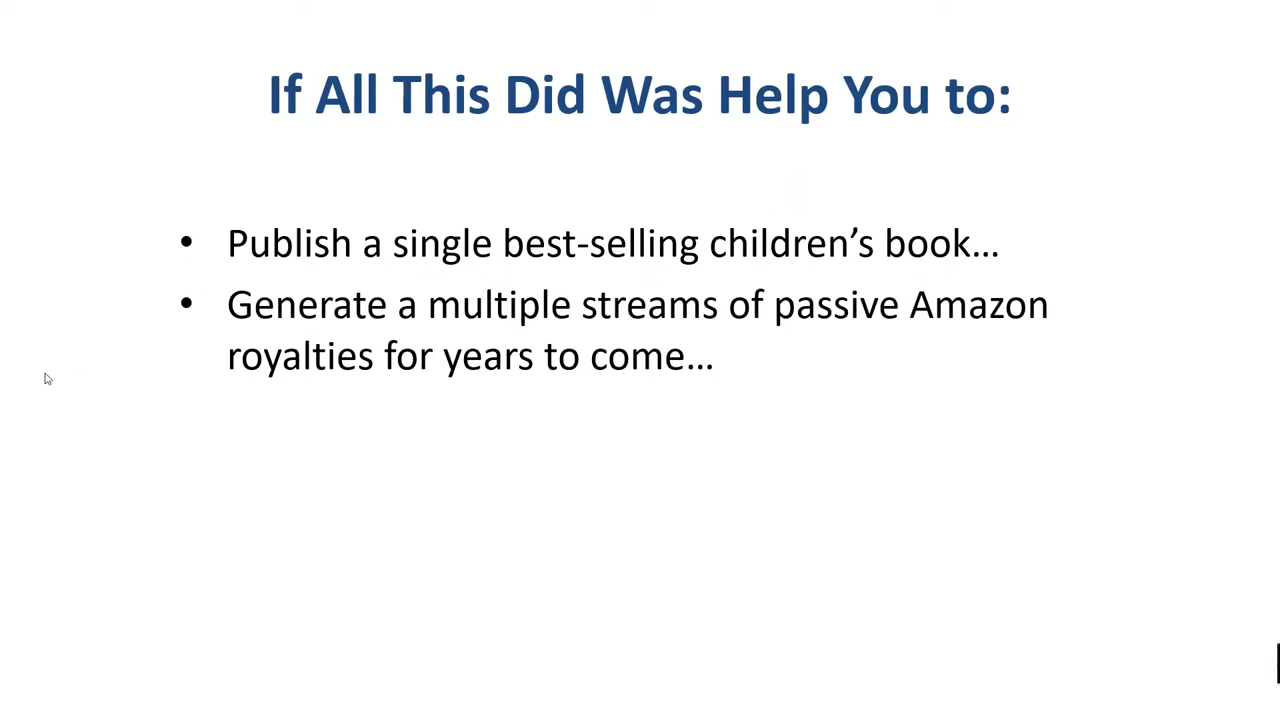 If All This Did Was Help You to:
• Publish a single best-selling children’s book…
• Generate a multiple streams of passive Amazon
royalties for years to come…